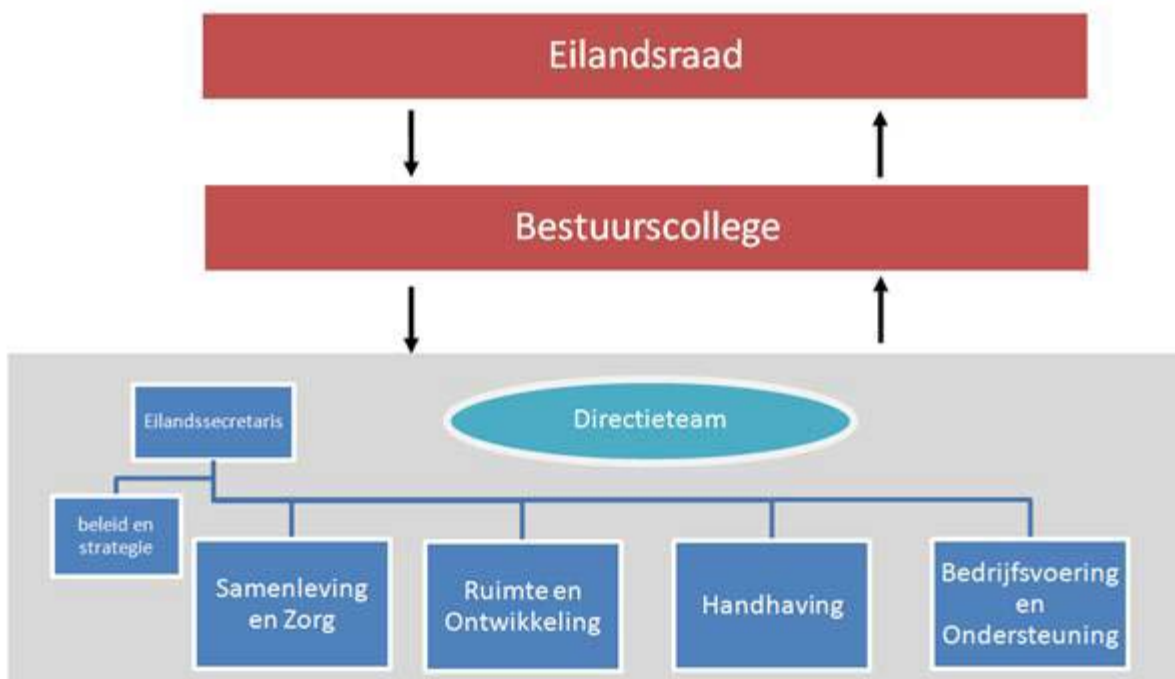 Eilandsraad
Bestuurscollege
Eilandssecretaris
Directieteam
beleid en
strategie
Samenleving
en Zorg
Ruimte en
Ontwikkeling
Handhaving
Bedrijfsvoering
en
Ondersteuning